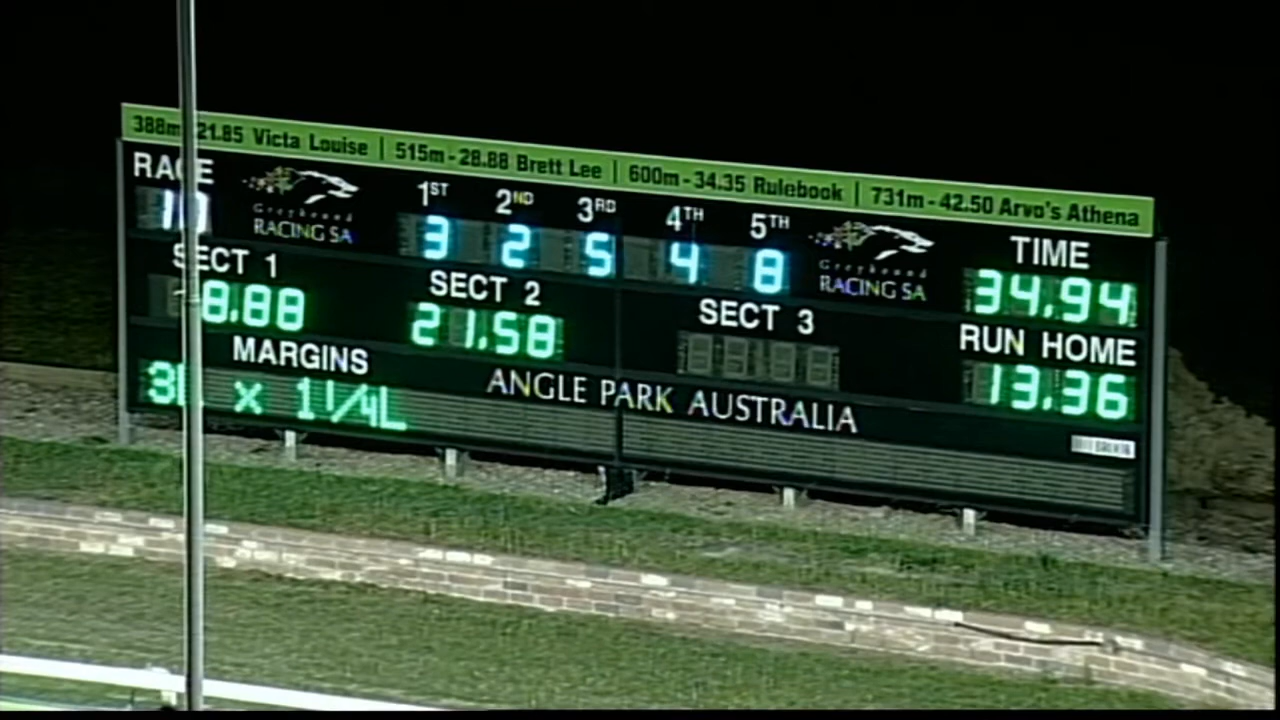 388m 21.85 Victa Louise | 515m - 28.88 Brett Lee | 600m - 34.35 Rulebook | 731m - 42.50 Arvo's Athena
RACE 1ST 2ND 3RD 4TH 5TH TIME
Greyhound RACING SA 3 2 5 4 8 Greyhound RACING SA 34.94
SECT 1 SECT 2 SECT 3 RUN HOME
8.88 21.58 13.36
MARGINS ANGLE PARK AUSTRALIA
x 1 1/4L